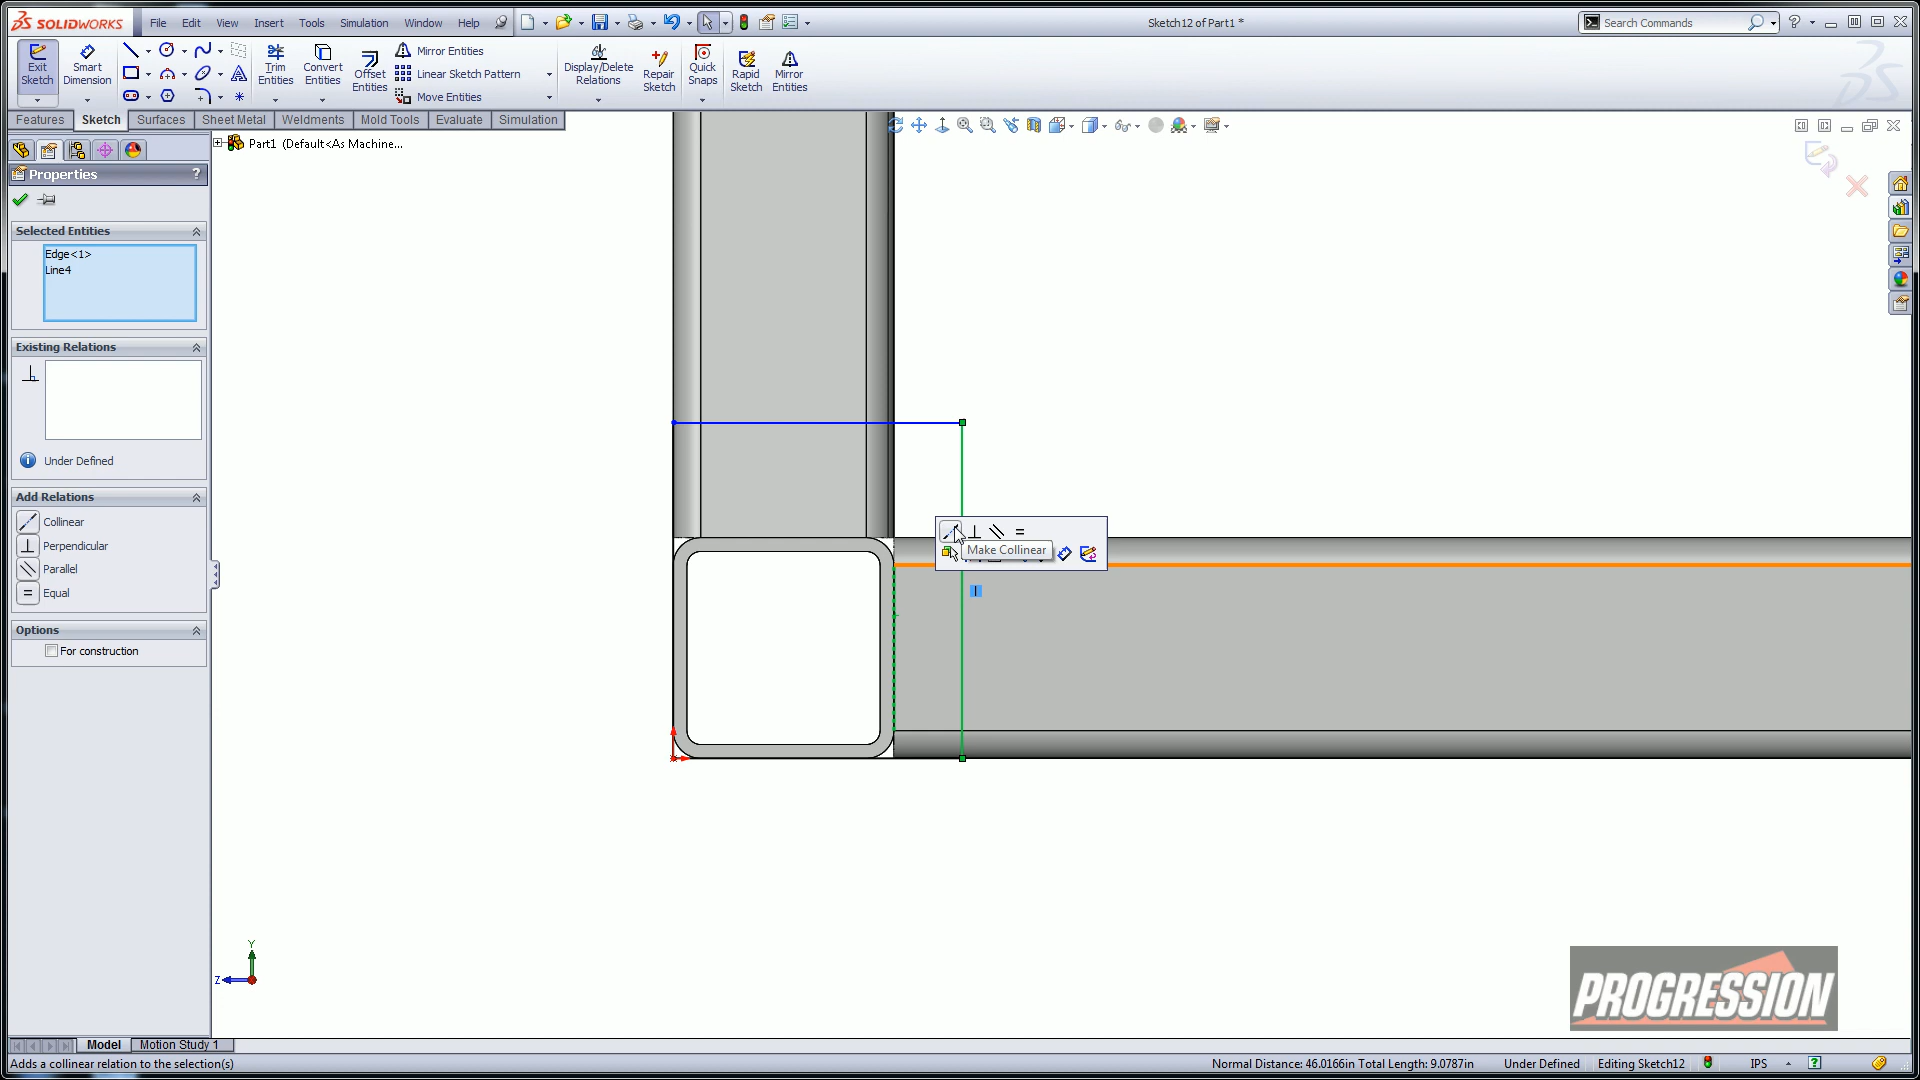 SOLIDWORKS File Edit View Insert Tools Simulation Window Help Sketch12 of Part1 * Search Commands
Exit Sketch
Smart Dimension
Trim Entities
Convert Entities
Offset Entities
Mirror Entities
Linear Sketch Pattern
Move Entities
Display/Delete Relations
Repair Sketch
Quick Snaps
Rapid Sketch
Mirror Entities
Features Sketch Surfaces Sheet Metal Weldments Mold Tools Evaluate Simulation
Part1 (Default<As Machine...
Properties ?
Selected Entities
Edge<1>
Line4
Existing Relations
Under Defined
Add Relations
Collinear
Perpendicular
Parallel
Equal
Options
For construction
Make Collinear
Y
Z
PROGRESSION
Model Motion Study 1
Adds a collinear relation to the selection(s) Normal Distance: 46.0166in Total Length: 9.0787in Under Defined Editing Sketch12 IPS